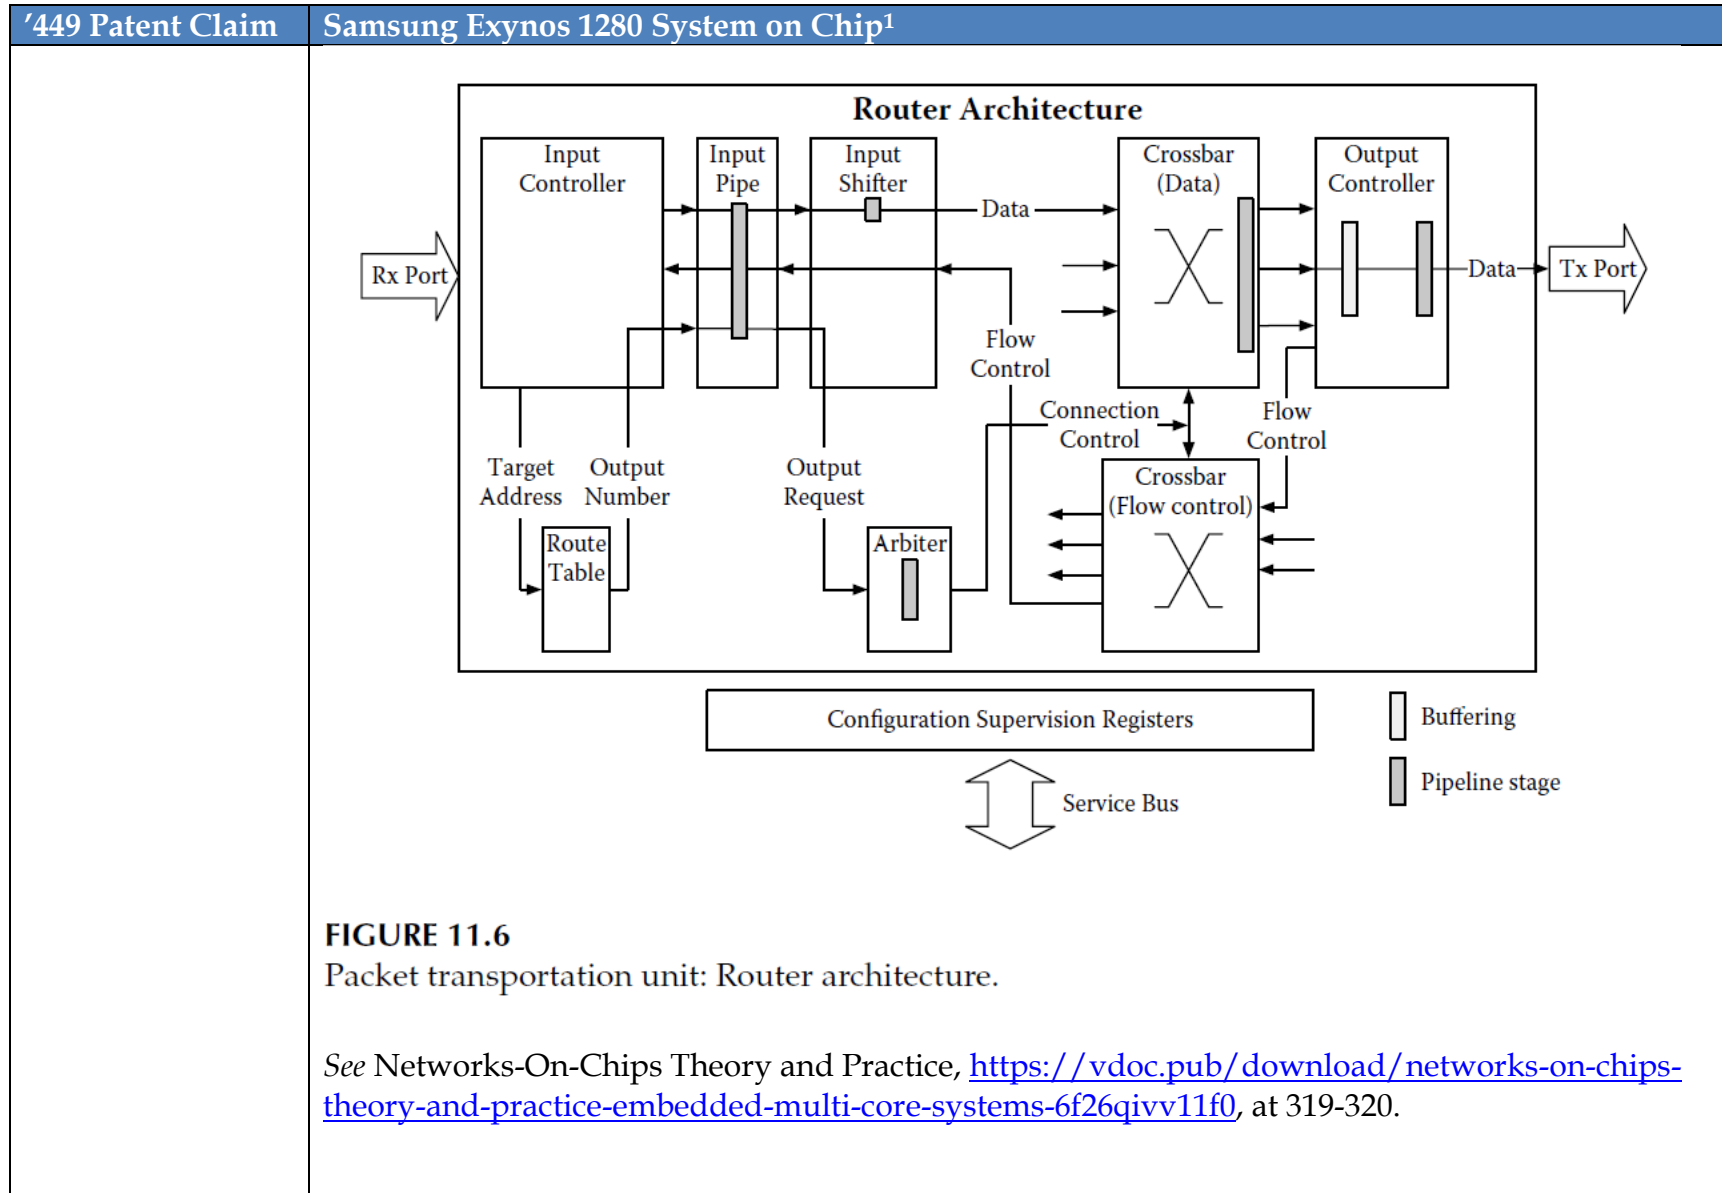 ’449 Patent Claim
Samsung Exynos 1280 System on Chip1
Router Architecture
Input
Controller
Input
Pipe
Input
Shifter
Crossbar
(Data)
Output
Controller
Data
Rx Port
Data
Tx Port
Flow
Control
Connection
Control
Flow
Control
Target
Address
Output
Number
Output
Request
Crossbar
(Flow control)
Route
Table
Arbiter
Configuration Supervision Registers
Buffering
Pipeline stage
Service Bus
FIGURE 11.6
Packet transportation unit: Router architecture.
See Networks-On-Chips Theory and Practice, https://vdoc.pub/download/networks-on-chips-
theory-and-practice-embedded-multi-core-systems-6f26qivv11f0, at 319-320.